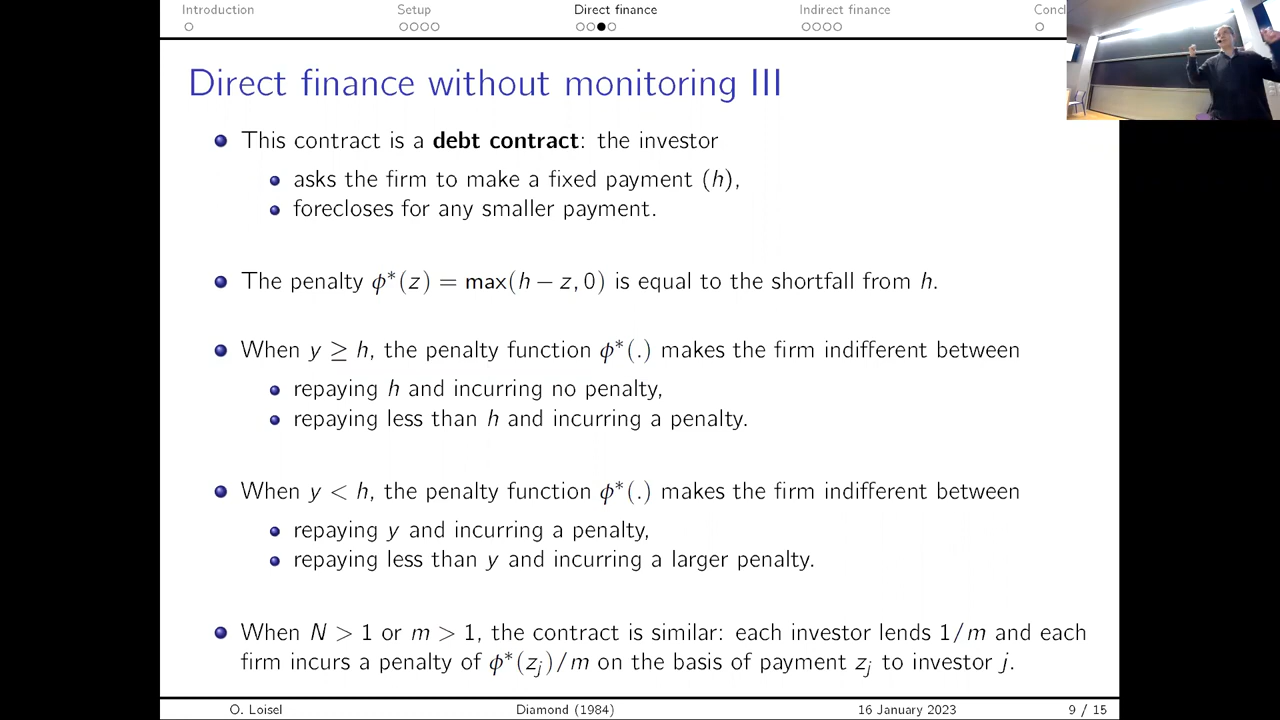 Introduction Setup Direct finance Indirect finance Concl
Direct finance without monitoring III
This contract is a debt contract: the investor
asks the firm to make a fixed payment (h),
forecloses for any smaller payment.
The penalty ϕ*(z) = max(h − z, 0) is equal to the shortfall from h.
When y ≥ h, the penalty function ϕ*(.) makes the firm indifferent between
repaying h and incurring no penalty,
repaying less than h and incurring a penalty.
When y < h, the penalty function ϕ*(.) makes the firm indifferent between
repaying y and incurring a penalty,
repaying less than y and incurring a larger penalty.
When N > 1 or m > 1, the contract is similar: each investor lends 1/m and each
firm incurs a penalty of ϕ*(z_j)/m on the basis of payment z_j to investor j.
O. Loisel Diamond (1984) 16 January 2023 9 / 15